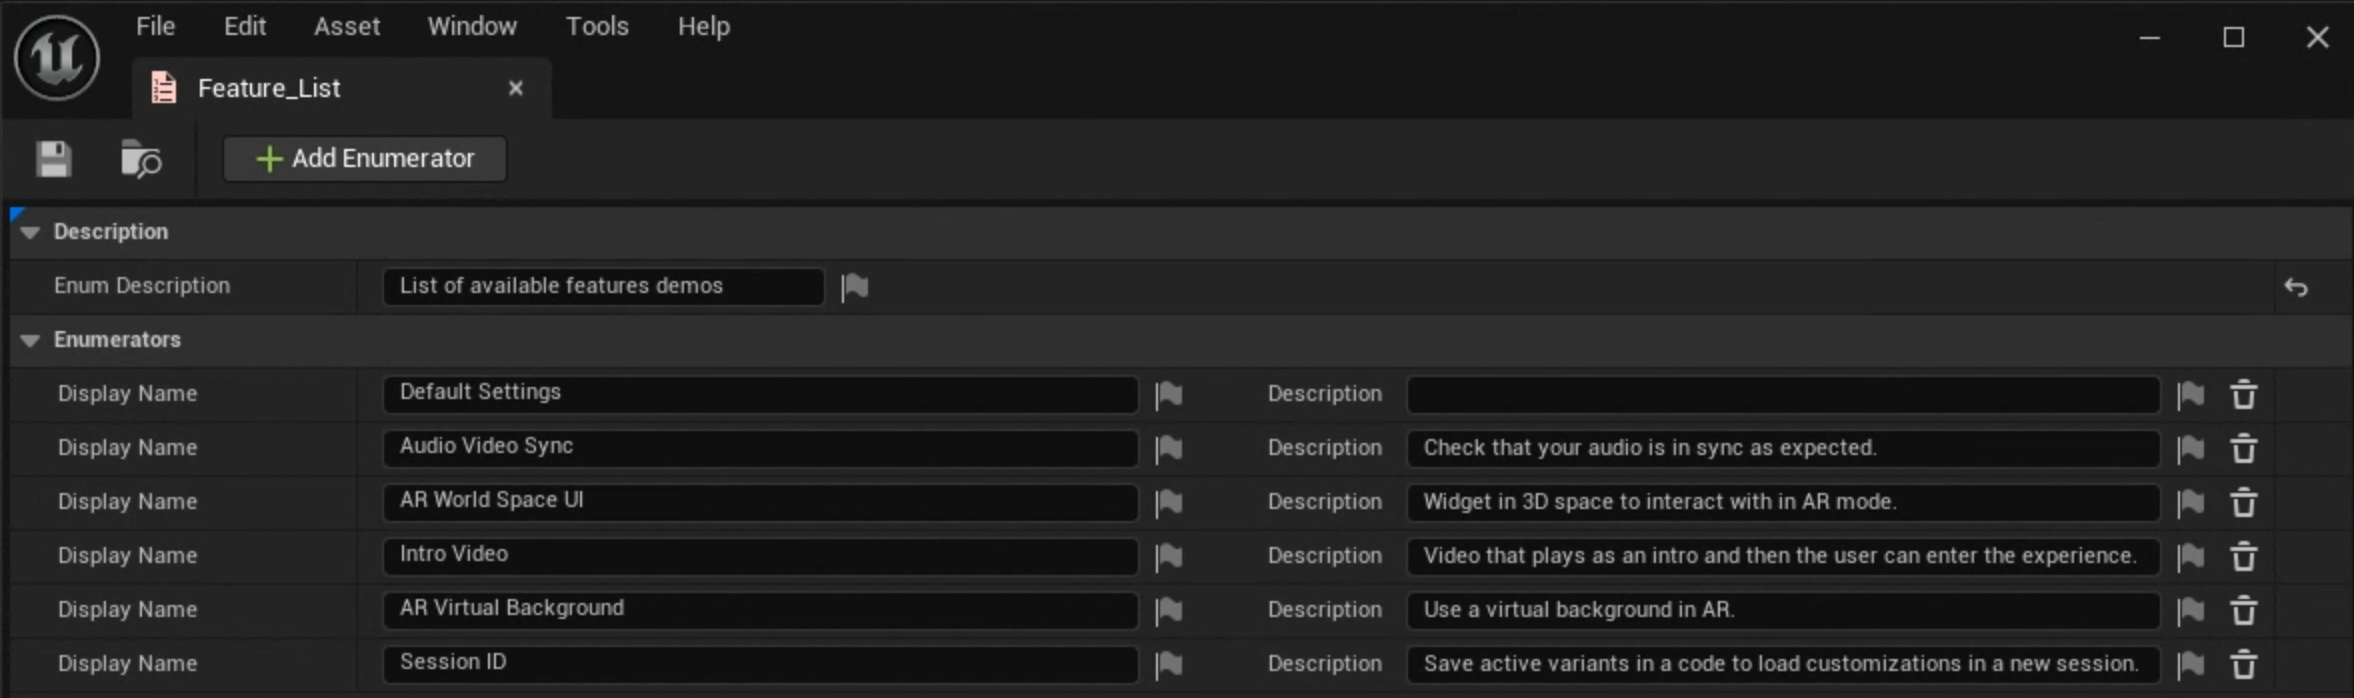 File Edit Asset Window Tools Help
Feature_List
Add Enumerator
Description
Enum Description List of available features demos
Enumerators
Display Name Default Settings Description
Display Name Audio Video Sync Description Check that your audio is in sync as expected.
Display Name AR World Space UI Description Widget in 3D space to interact with in AR mode.
Display Name Intro Video Description Video that plays as an intro and then the user can enter the experience.
Display Name AR Virtual Background Description Use a virtual background in AR.
Display Name Session ID Description Save active variants in a code to load customizations in a new session.